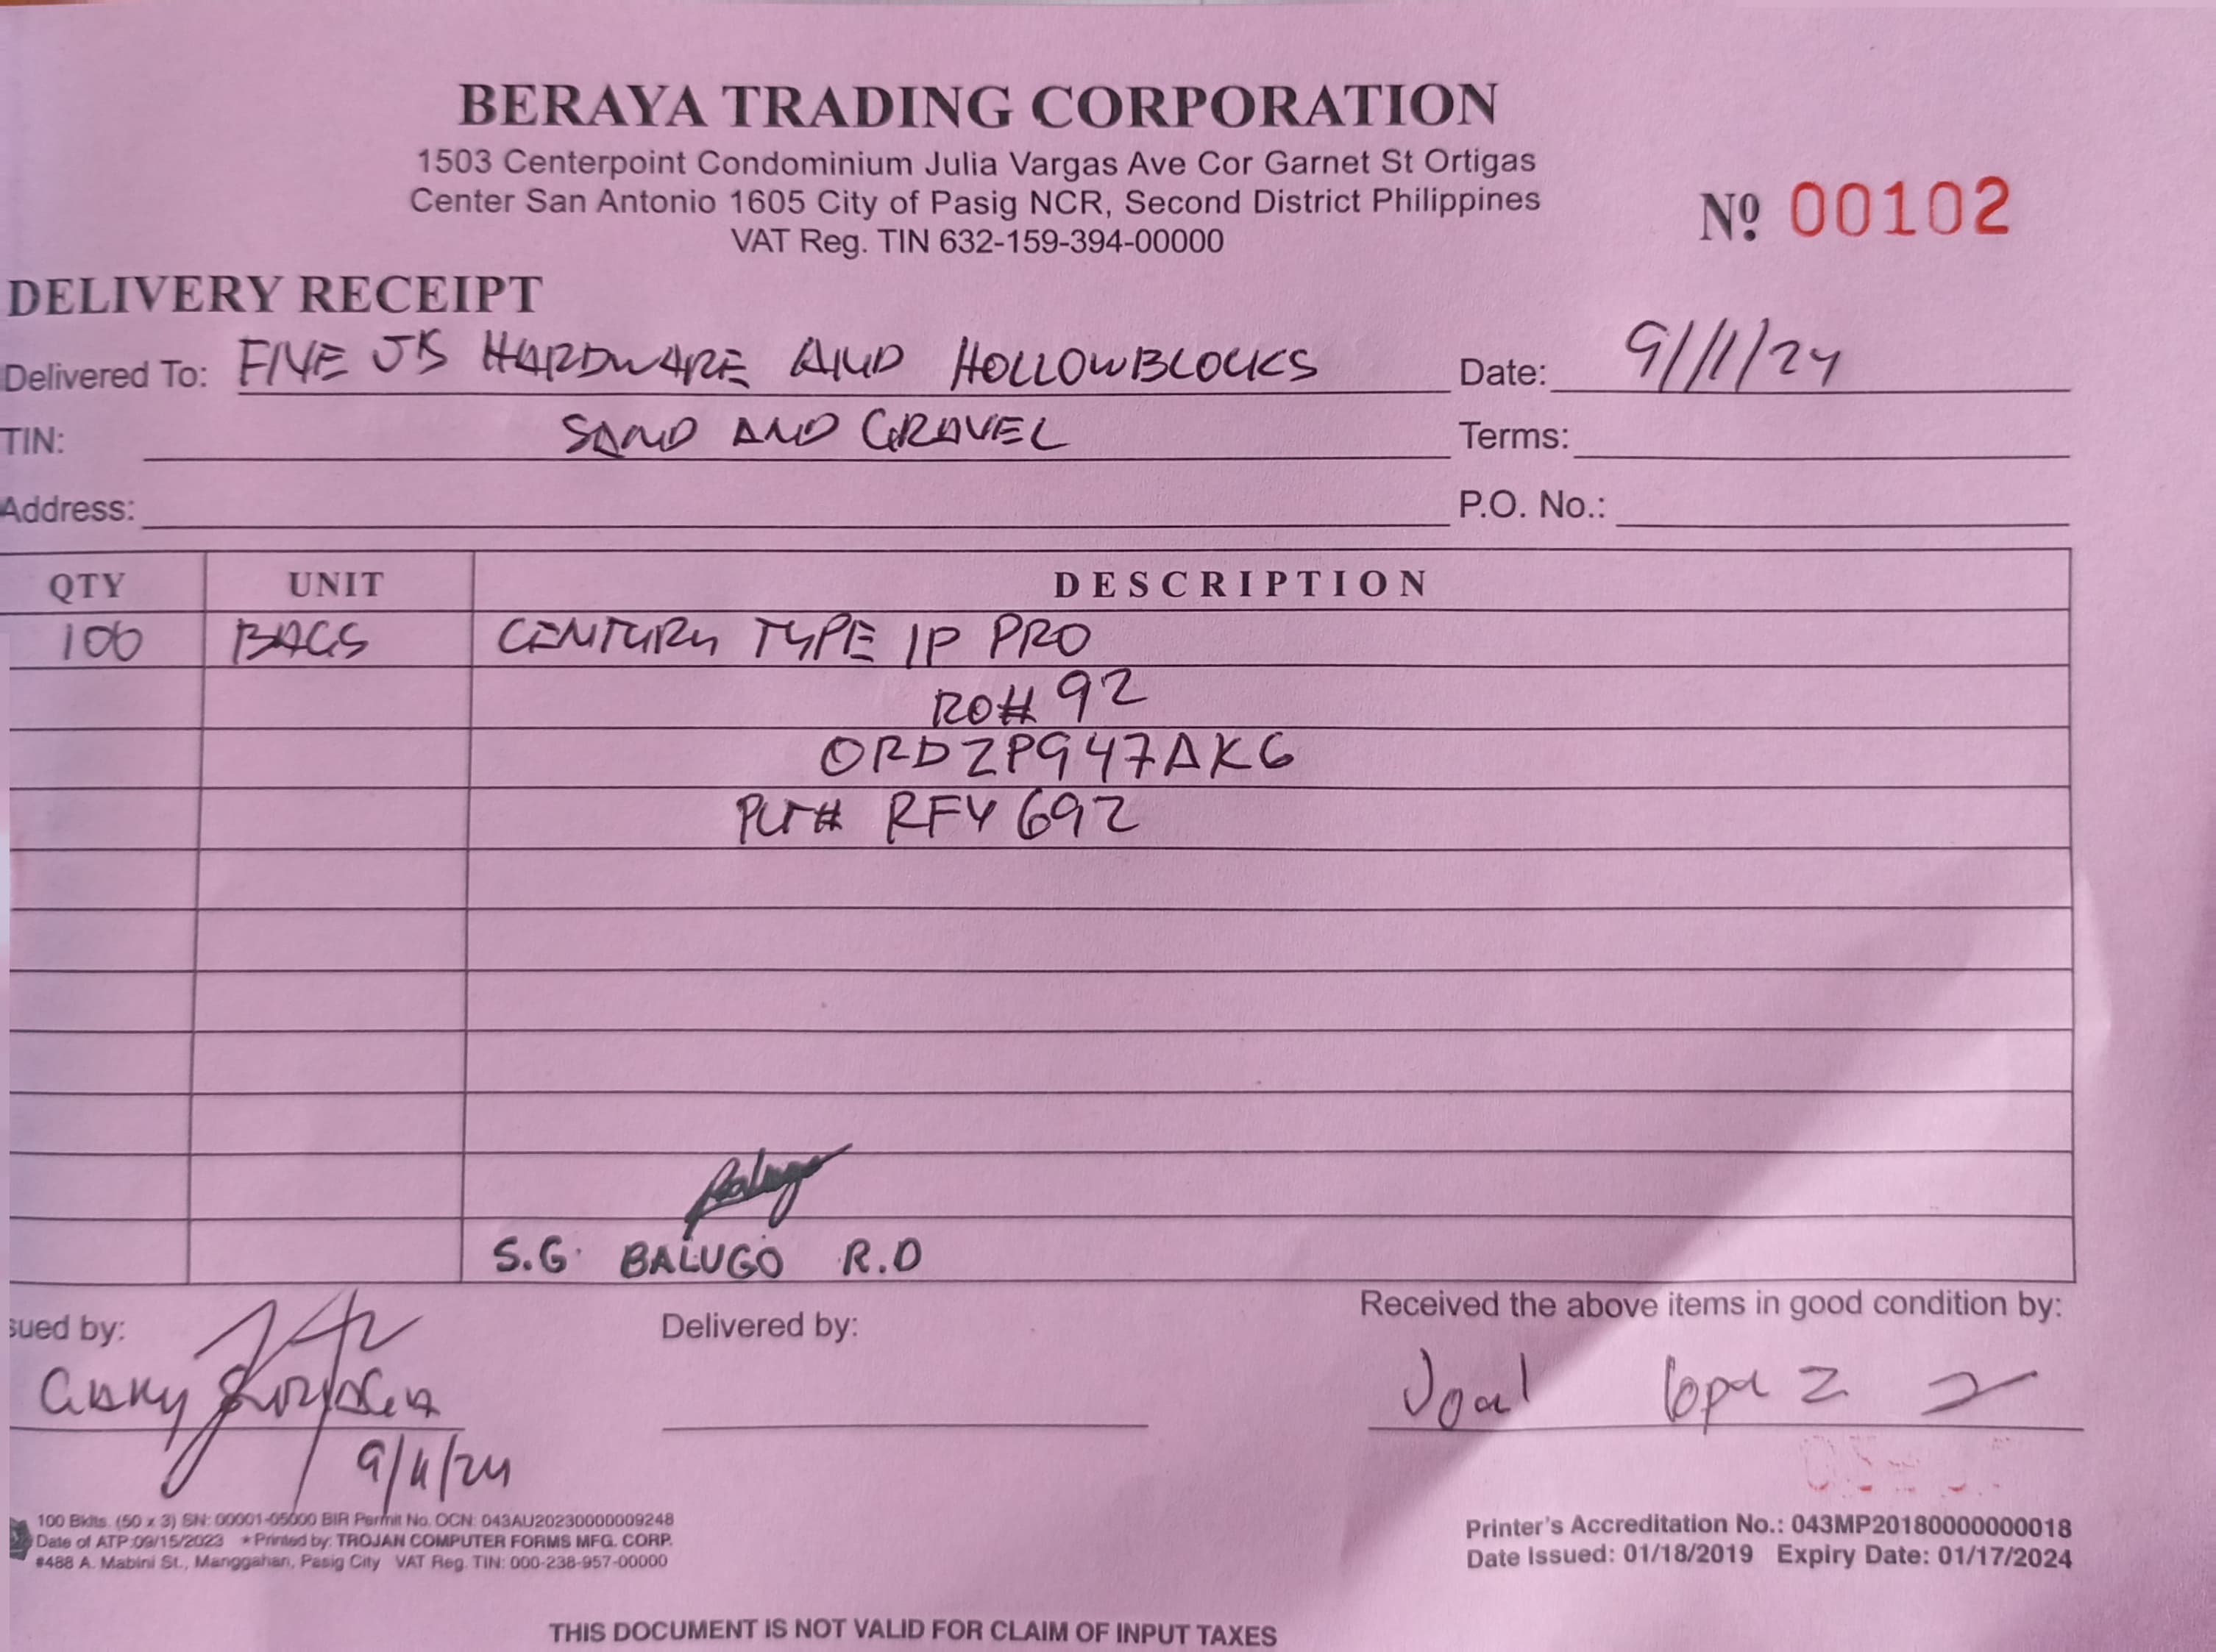 BERAYA TRADING CORPORATION
1503 Centerpoint Condominium Julia Vargas Ave Cor Garnet St Ortigas
Center San Antonio 1605 City of Pasig NCR, Second District Philippines
VAT Reg. TIN 632-159-394-00000
Nº 00102
DELIVERY RECEIPT
Delivered To: FIVE J'S HARDWARE AND HOLLOWBLOCKS Date: 9/11/24
TIN: SAND AND GRAVEL Terms:
Address: P.O. No.:
QTY UNIT DESCRIPTION
100 BAGS CENTURY TYPE 1P PRO
RO# 92
ORDZP947AKG
PLT# RFY 692
S.G. BALUGO R.D
sued by: Delivered by: Received the above items in good condition by:
9/11/24
100 Bklts. (50 x 3) SN: 00001-05000 BIR Permit No. OCN: 043AU20230000009248
Date of ATP:09/15/2023 *Printed by: TROJAN COMPUTER FORMS MFG. CORP.
#488 A. Mabini St., Manggahan, Pasig City VAT Reg. TIN: 000-238-957-00000
Printer's Accreditation No.: 043MP20180000000018
Date Issued: 01/18/2019 Expiry Date: 01/17/2024
THIS DOCUMENT IS NOT VALID FOR CLAIM OF INPUT TAXES